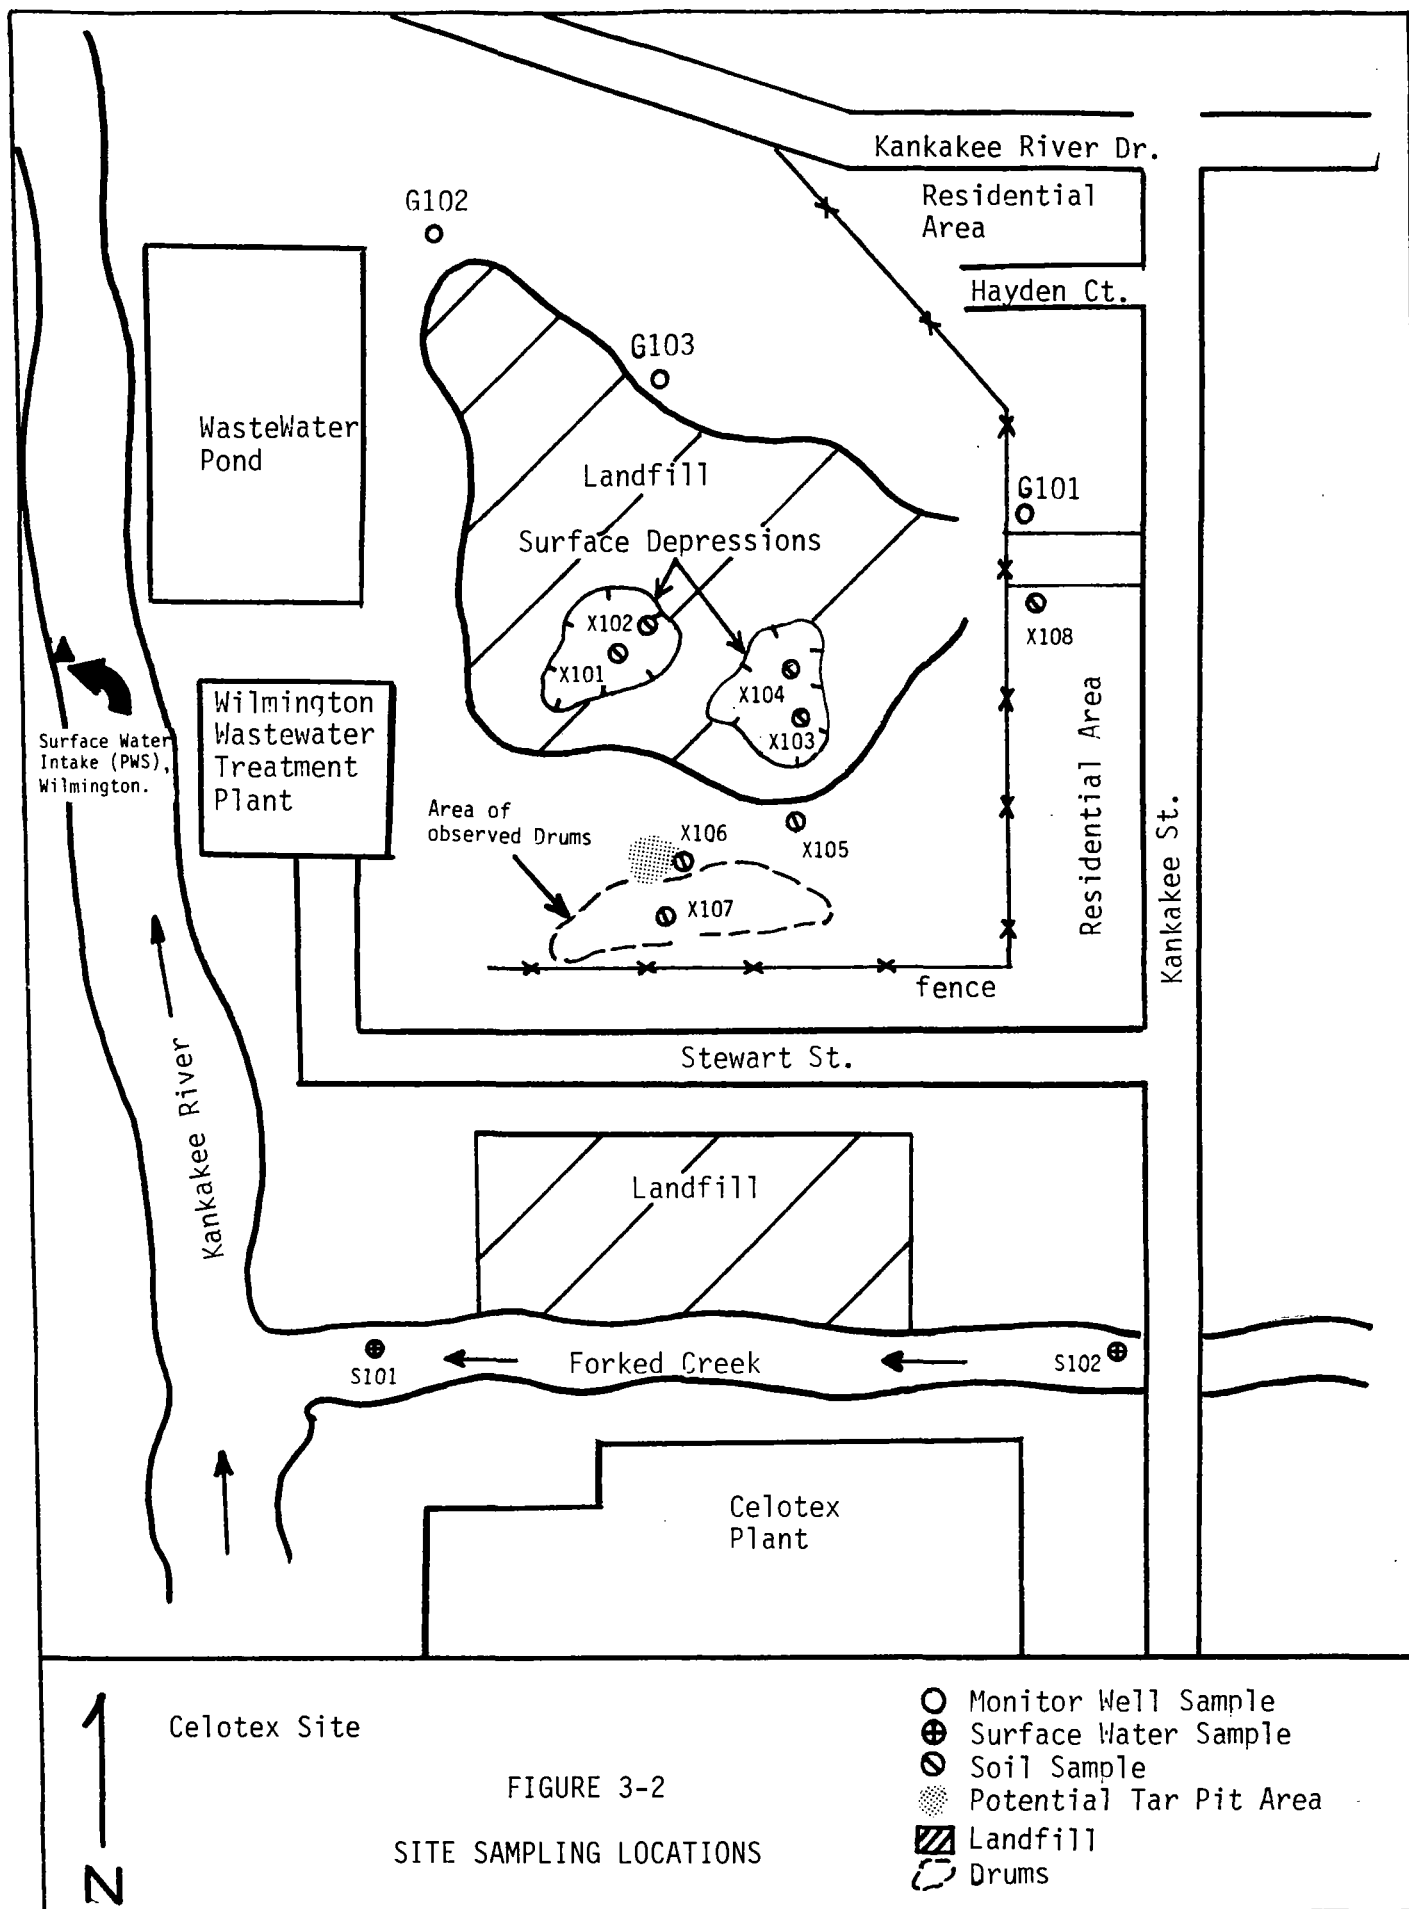 Kankakee River Dr.
Residential
Area
G102
Hayden Ct.
G103
WasteWater
Pond
Landfill
G101
Surface Depressions
X102
X108
X101
X104
Wilmington
Wastewater
Treatment
Plant
X103
Surface Water
Intake (PWS),
Wilmington.
Residential Area
Kankakee St.
Area of
observed Drums
X106
X105
X107
fence
Stewart St.
Kankakee River
Landfill
Forked Creek
S101
S102
Celotex
Plant
N
Celotex Site
FIGURE 3-2
SITE SAMPLING LOCATIONS
Monitor Well Sample
Surface Water Sample
Soil Sample
Potential Tar Pit Area
Landfill
Drums